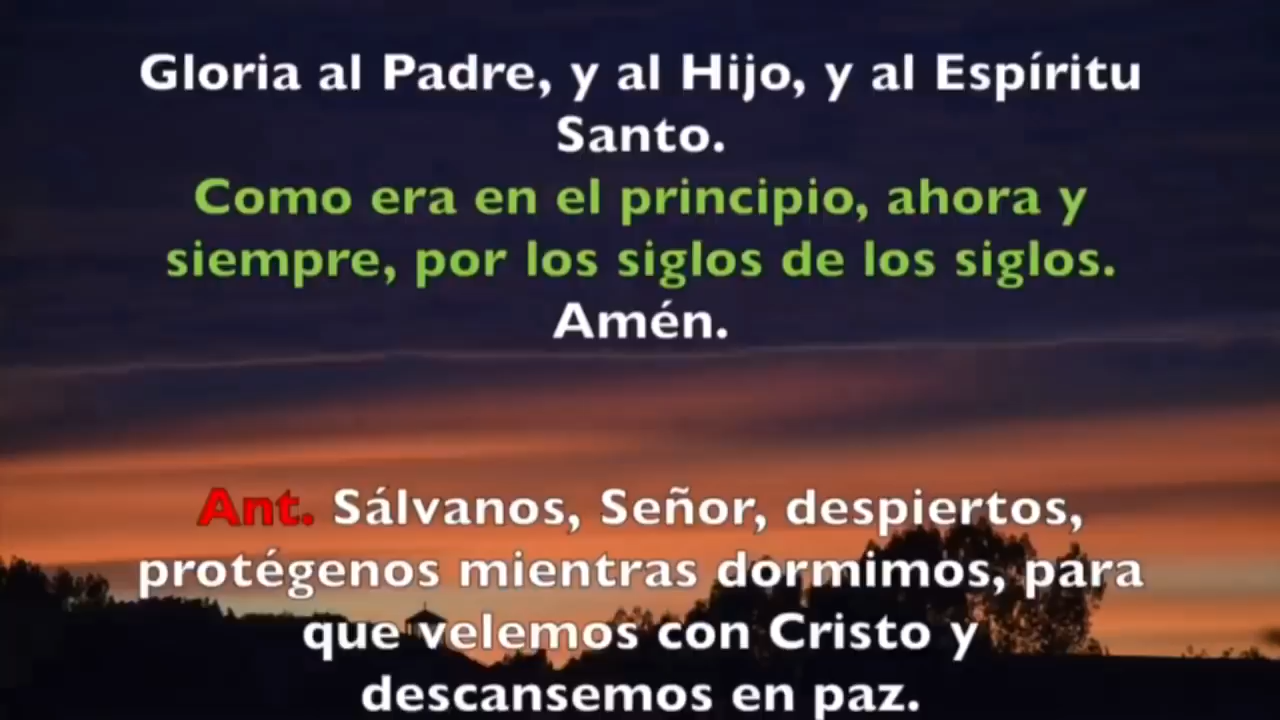 Gloria al Padre, y al Hijo, y al Espíritu
Santo.
Como era en el principio, ahora y
siempre, por los siglos de los siglos.
Amén.
Ant. Sálvanos, Señor, despiertos,
protégenos mientras dormimos, para
que velemos con Cristo y
descansemos en paz.